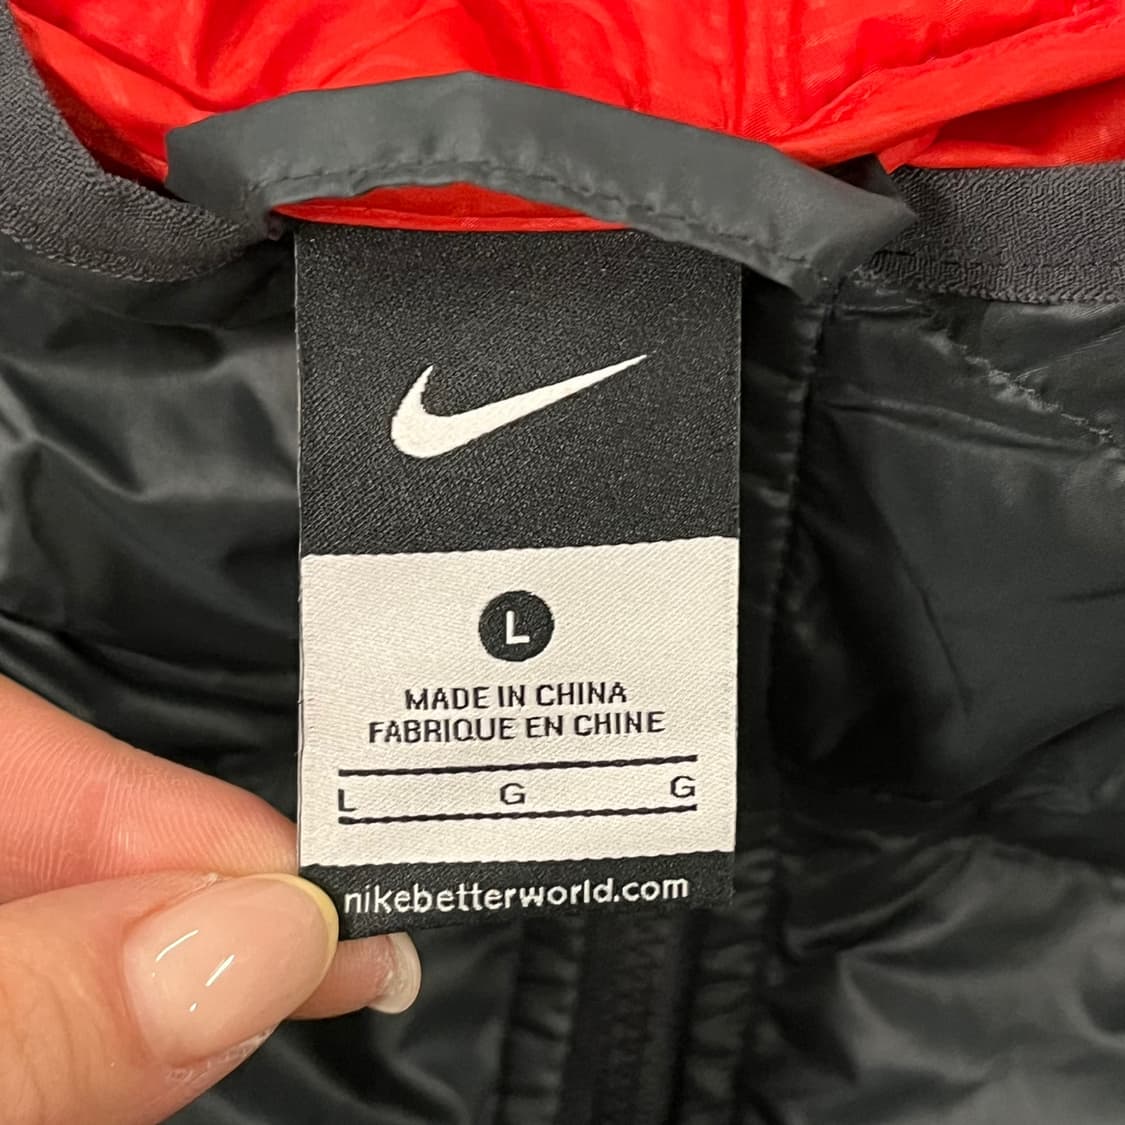 L
MADE IN CHINA
FABRIQUE EN CHINE
L G G
nikebetterworld.com